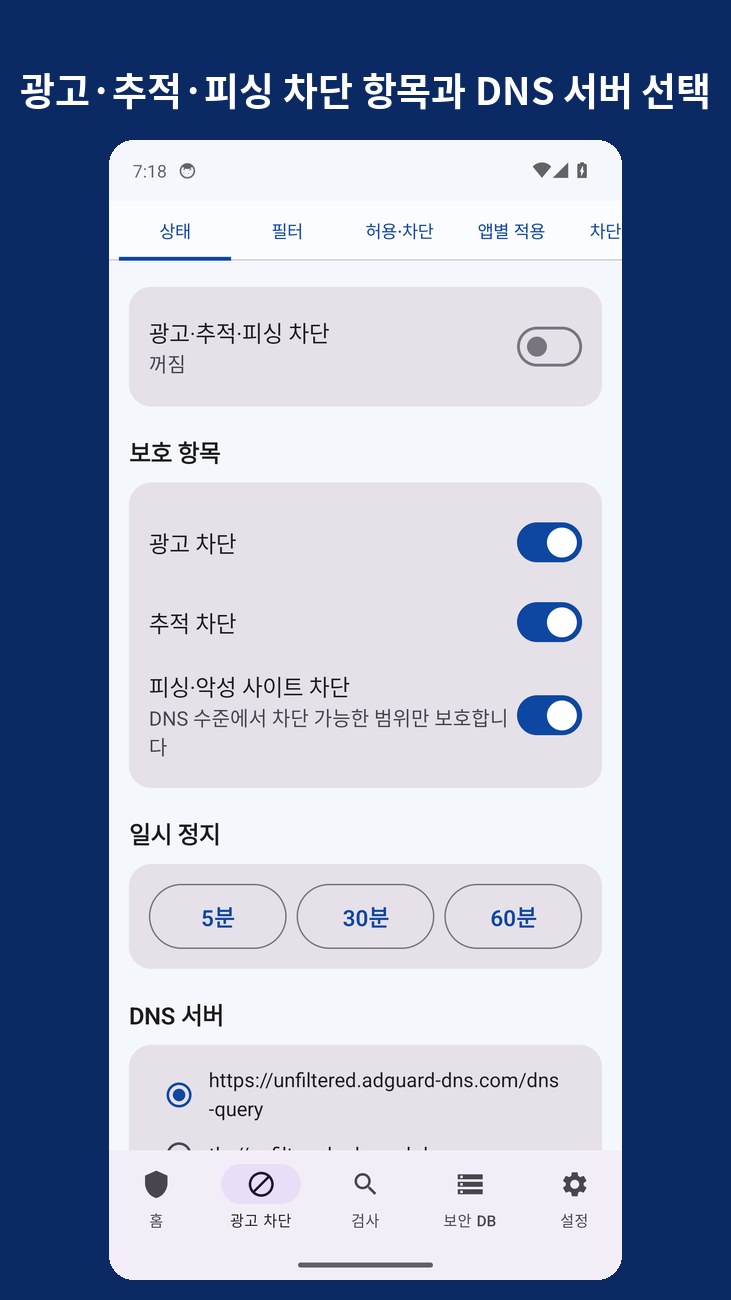 광고·추적·피싱 차단 항목과 DNS 서버 선택
7:18
상태 필터 허용·차단 앱별 적용 차단
광고·추적·피싱 차단
꺼짐
보호 항목
광고 차단
추적 차단
피싱·악성 사이트 차단
DNS 수준에서 차단 가능한 범위만 보호합니
다
일시 정지
5분 30분 60분
DNS 서버
https://unfiltered.adguard-dns.com/dns
-query
홈 광고 차단 검사 보안 DB 설정